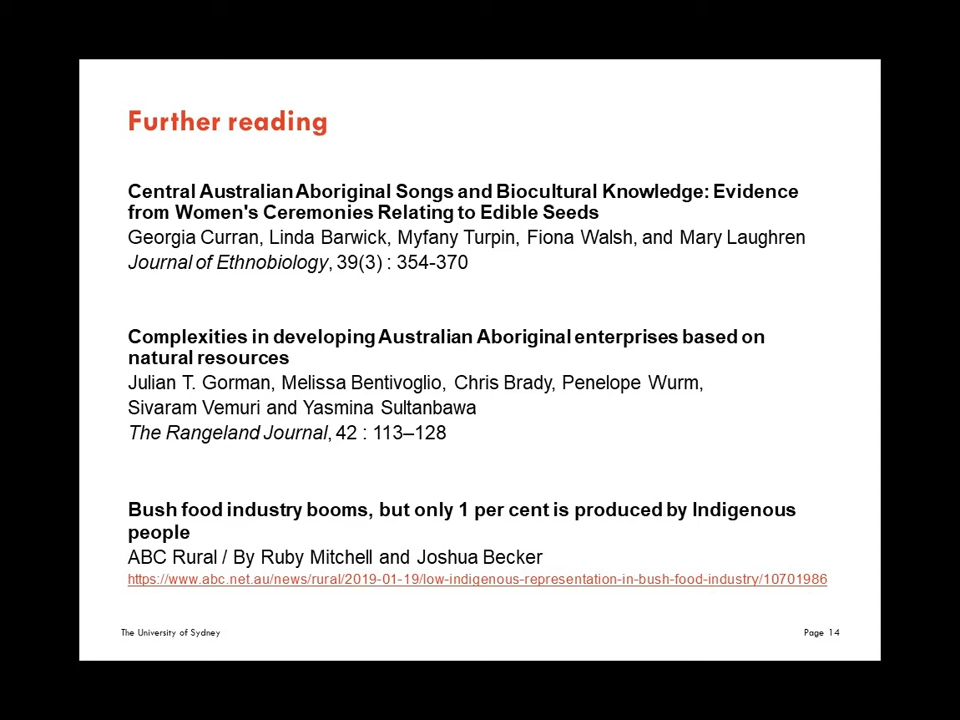 Further reading
Central Australian Aboriginal Songs and Biocultural Knowledge: Evidence
from Women's Ceremonies Relating to Edible Seeds
Georgia Curran, Linda Barwick, Myfany Turpin, Fiona Walsh, and Mary Laughren
Journal of Ethnobiology, 39(3) : 354-370
Complexities in developing Australian Aboriginal enterprises based on
natural resources
Julian T. Gorman, Melissa Bentivoglio, Chris Brady, Penelope Wurm,
Sivaram Vemuri and Yasmina Sultanbawa
The Rangeland Journal, 42 : 113–128
Bush food industry booms, but only 1 per cent is produced by Indigenous
people
ABC Rural / By Ruby Mitchell and Joshua Becker
https://www.abc.net.au/news/rural/2019-01-19/low-indigenous-representation-in-bush-food-industry/10701986
The University of Sydney
Page 14